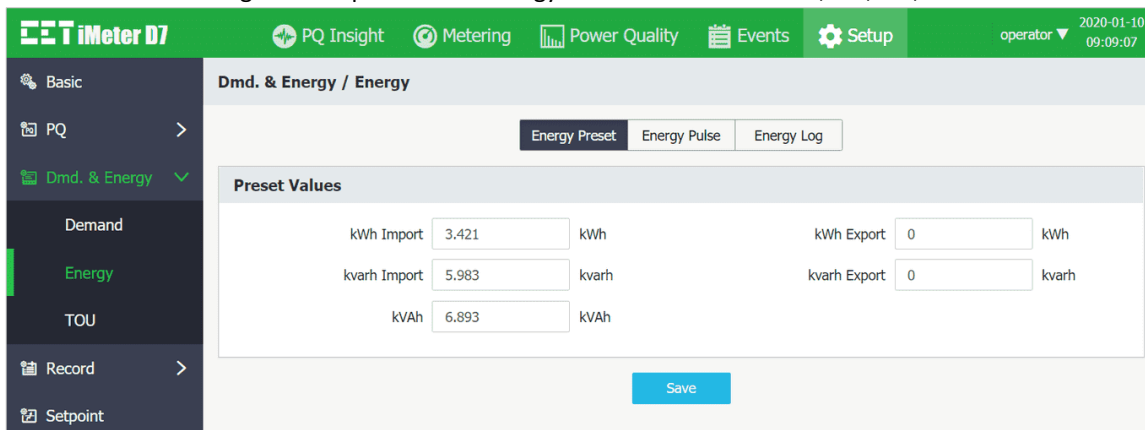 CET iMeter D7
PQ Insight Metering Power Quality Events Setup operator ▼ 2020-01-10
09:09:07
Basic
PQ
Dmd. & Energy
Demand
Energy
TOU
Record
Setpoint
Dmd. & Energy / Energy
Energy Preset Energy Pulse Energy Log
Preset Values
kWh Import 3.421 kWh kWh Export 0 kWh
kvarh Import 5.983 kvarh kvarh Export 0 kvarh
kVAh 6.893 kVAh
Save